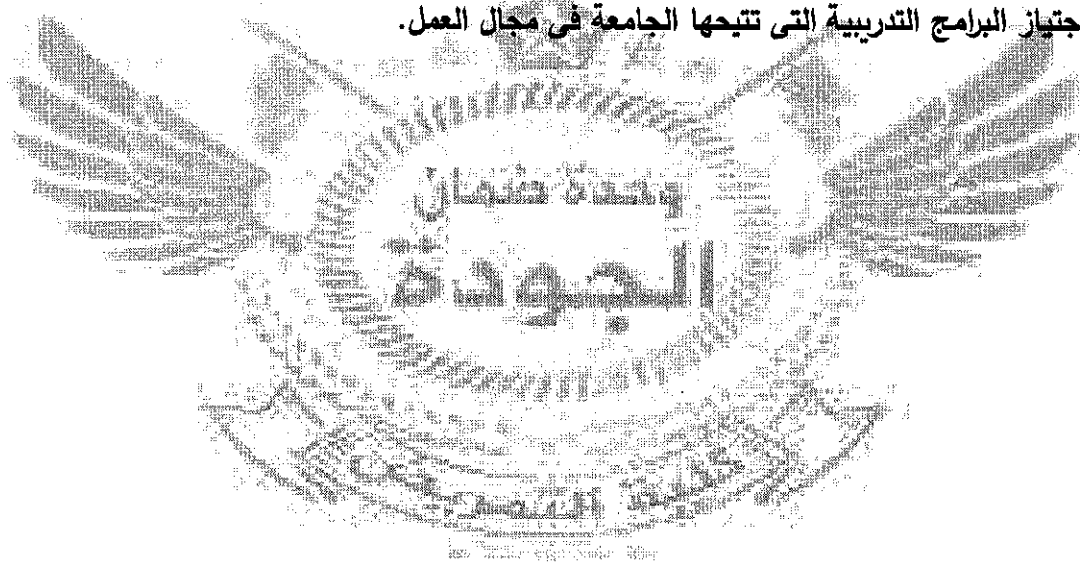 جتياز البرامج التدريبية التى تتيحها الجامعة فى مجال العمل.
وحدة ضمان
الجودة